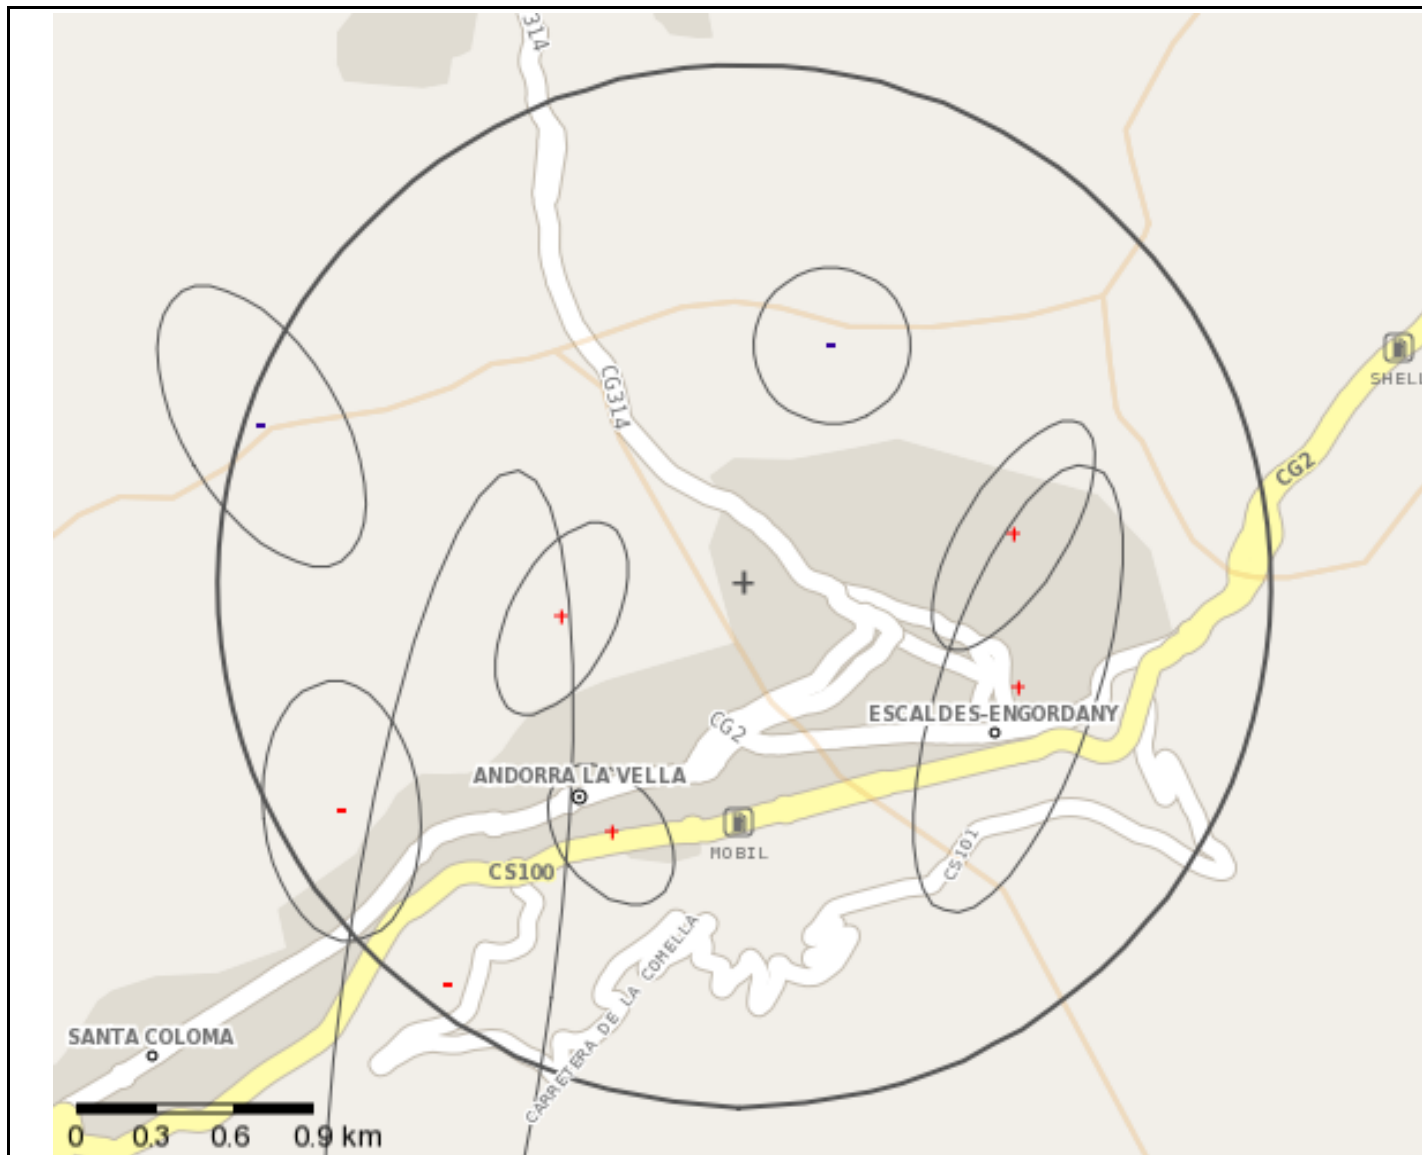 314
CG314
SHELL
CG2
ESCALDES-ENGORDANY
CG2
ANDORRA LA VELLA
MOBIL
CS101
CS100
CARRETERA DE LA COMELLA
SANTA COLOMA
0 0.3 0.6 0.9 km